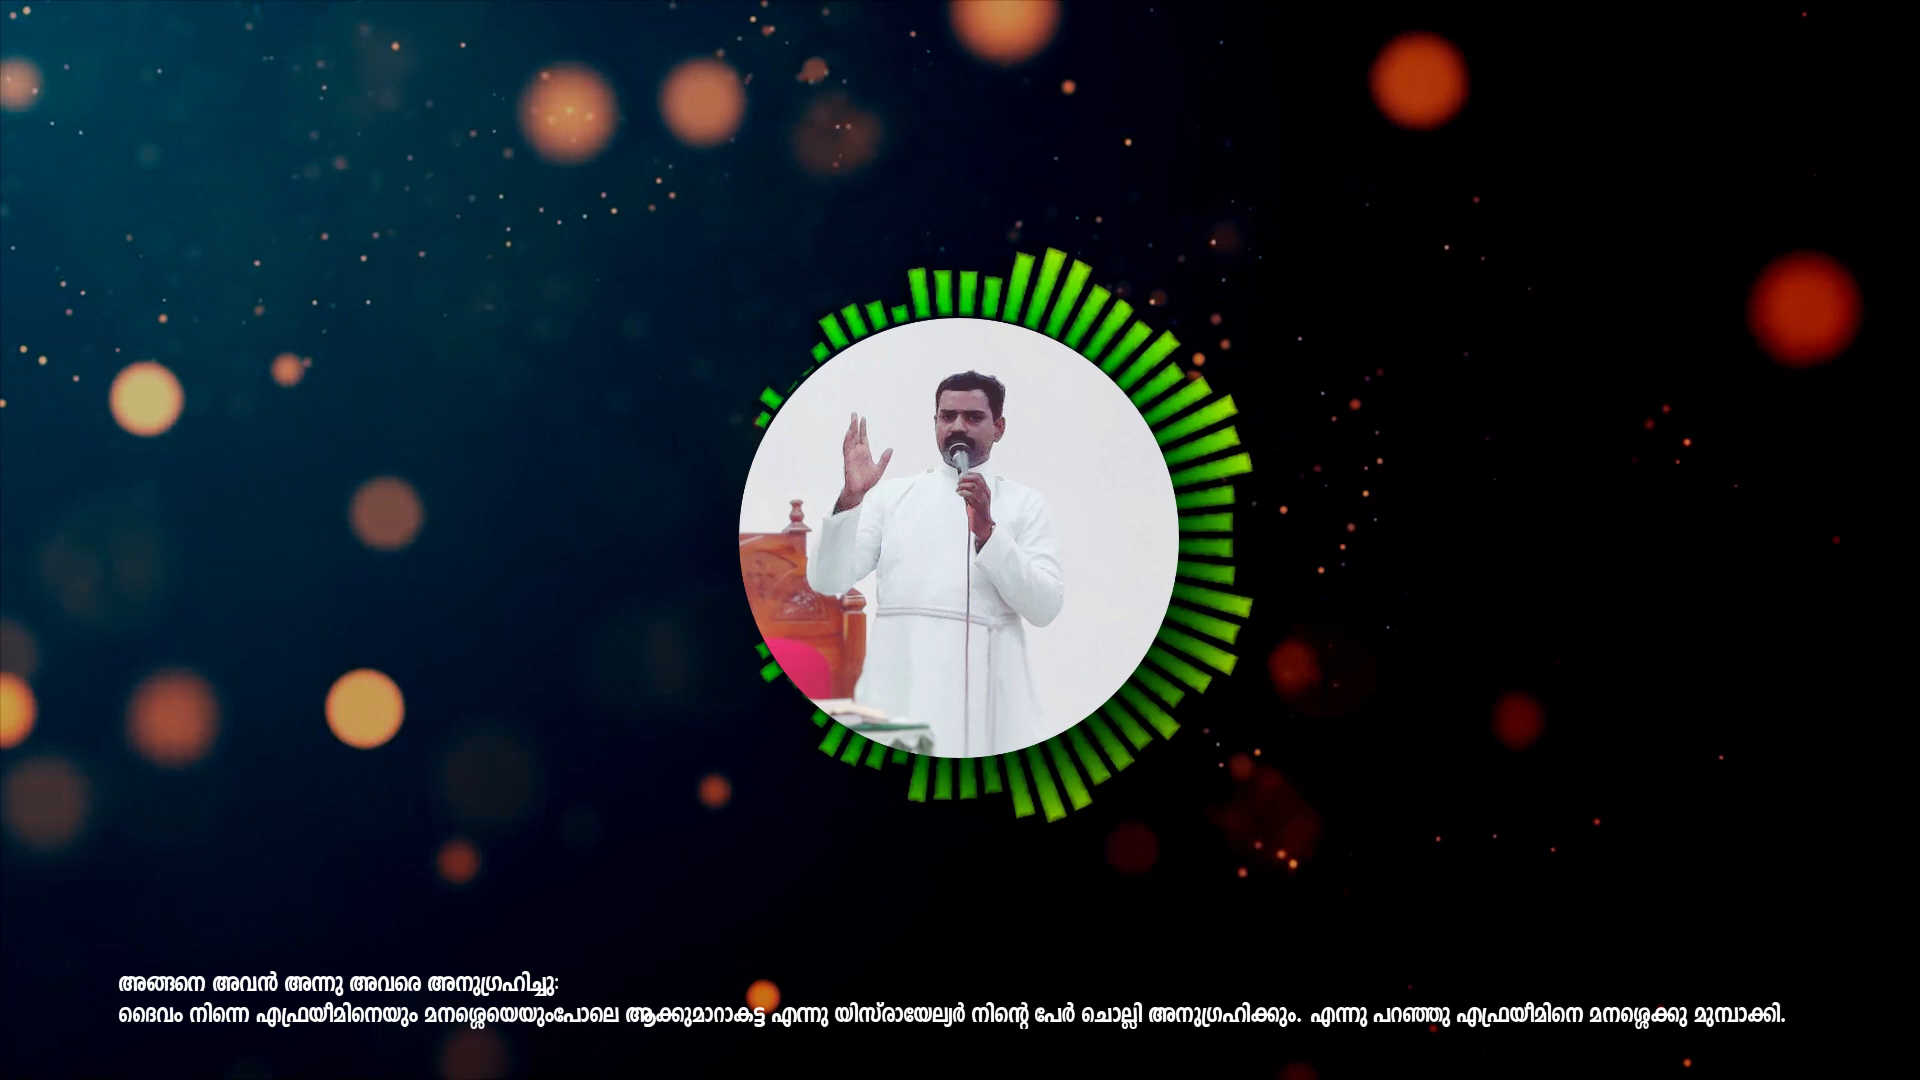 അങ്ങനെ അവൻ അന്നു അവരെ അനുഗ്രഹിച്ചു:
ദൈവം നിന്നെ എഫ്രയീമിനെയും മനശ്ശെയെയുംപോലെ ആക്കുമാറാകട്ട എന്നു യിസ്രായേല്യർ നിന്റെ പേർ ചൊല്ലി അനുഗ്രഹിക്കും. എന്നു പറഞ്ഞു എഫ്രയീമിനെ മനശ്ശെക്കു മുമ്പാക്കി.